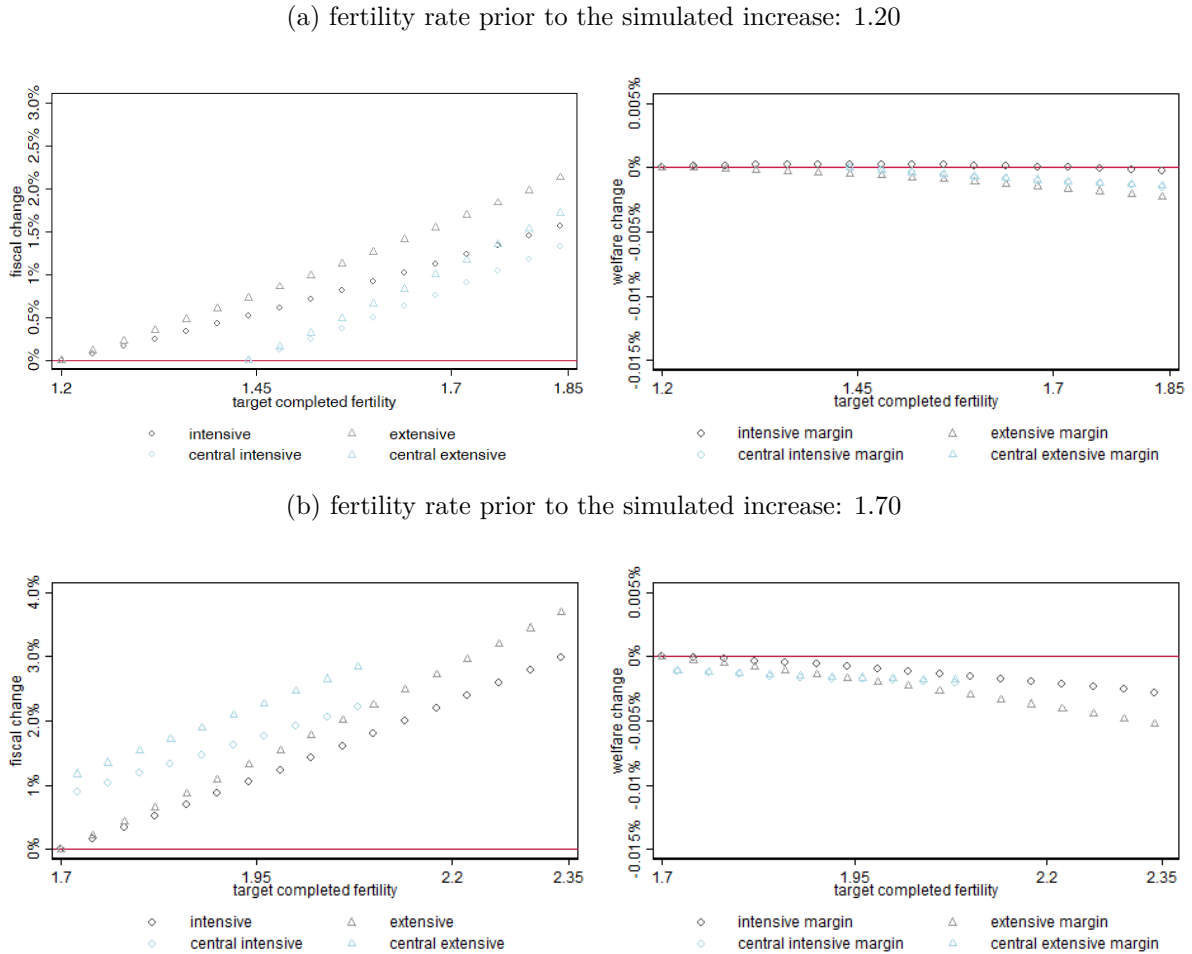 (a) fertility rate prior to the simulated increase: 1.20
fiscal change
0% 0.5% 1% 1.5% 2.0% 2.5% 3.0%
1.2 1.45 1.7 1.85
target completed fertility
intensive extensive
central intensive central extensive
welfare change
-0.015% -0.01% -0.005% 0% 0.005%
1.2 1.45 1.7 1.85
target completed fertility
intensive margin extensive margin
central intensive margin central extensive margin
(b) fertility rate prior to the simulated increase: 1.70
fiscal change
0% 1% 2.0% 3.0% 4.0%
1.7 1.95 2.2 2.35
target completed fertility
intensive extensive
central intensive central extensive
welfare change
-0.015% -0.01% -0.005% 0% 0.005%
1.7 1.95 2.2 2.35
target completed fertility
intensive margin extensive margin
central intensive margin central extensive margin